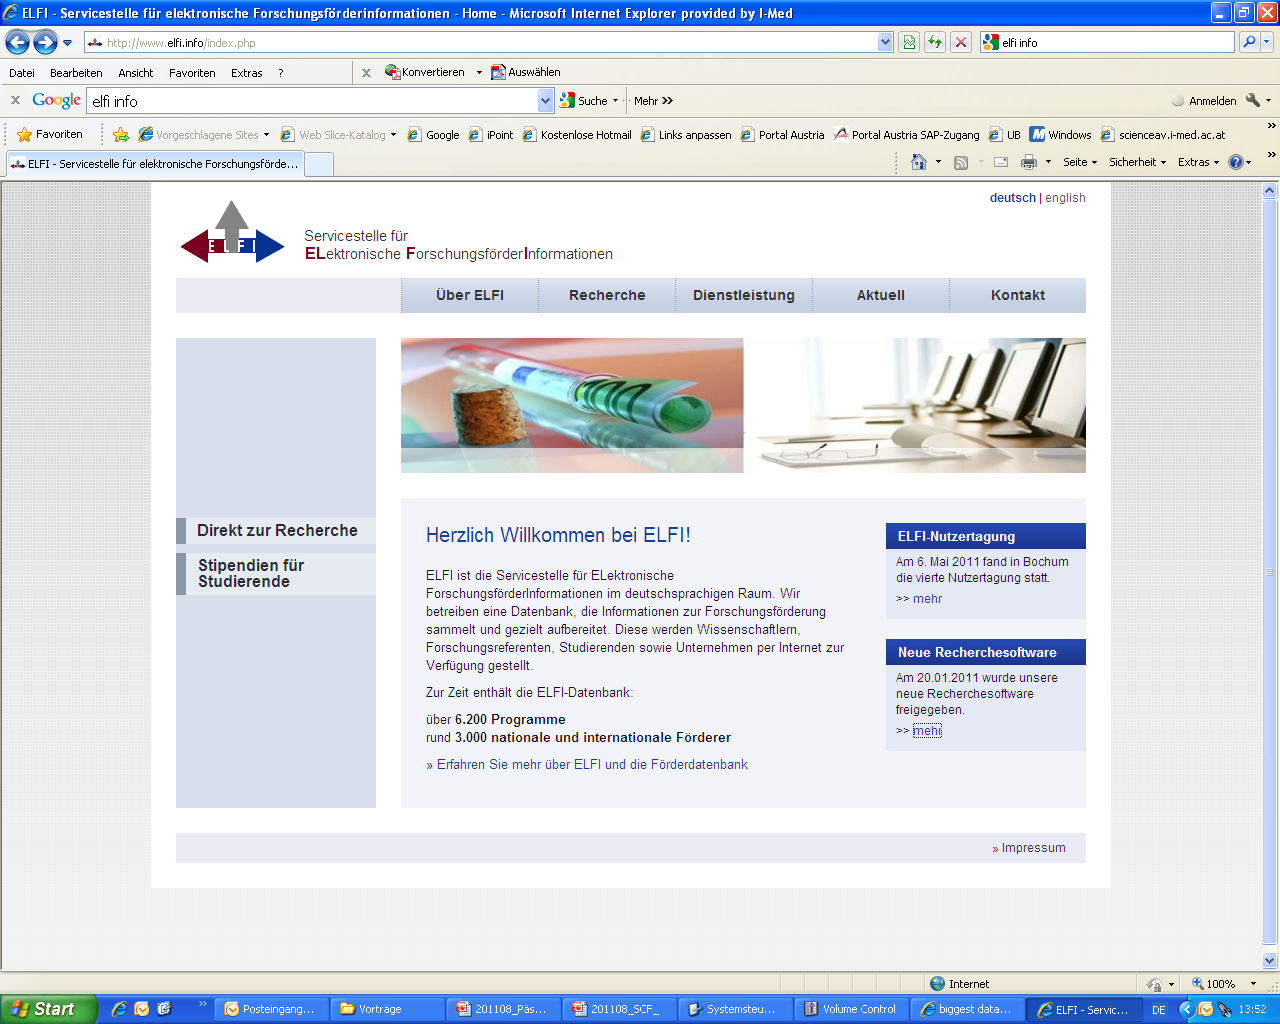 ELFI - Servicestelle für elektronische Forschungsförderinformationen - Home - Microsoft Internet Explorer provided by I-Med
http://www.elfi.info/index.php
elfi info
Datei Bearbeiten Ansicht Favoriten Extras ? x Konvertieren Auswählen
x Google elfi info Suche Mehr >> Anmelden
Favoriten Vorgeschlagene Sites Web Slice-Katalog Google iPoint Kostenlose Hotmail Links anpassen Portal Austria Portal Austria SAP-Zugang UB Windows scienceav.i-med.ac.at
ELFI - Servicestelle für elektronische Forschungsförde... Seite Sicherheit Extras
deutsch | english
ELFI
Servicestelle für
ELektronische ForschungsförderInformationen
Über ELFI Recherche Dienstleistung Aktuell Kontakt
100
Direkt zur Recherche
Stipendien für
Studierende
Herzlich Willkommen bei ELFI!
ELFI ist die Servicestelle für ELektronische
ForschungsförderInformationen im deutschsprachigen Raum. Wir
betreiben eine Datenbank, die Informationen zur Forschungsförderung
sammelt und gezielt aufbereitet. Diese werden Wissenschaftlern,
Forschungsreferenten, Studierenden sowie Unternehmen per Internet zur
Verfügung gestellt.
Zur Zeit enthält die ELFI-Datenbank:
über 6.200 Programme
rund 3.000 nationale und internationale Förderer
» Erfahren Sie mehr über ELFI und die Förderdatenbank
ELFI-Nutzertagung
Am 6. Mai 2011 fand in Bochum
die vierte Nutzertagung statt.
>> mehr
Neue Recherchesoftware
Am 20.01.2011 wurde unsere
neue Recherchesoftware
freigegeben.
>> mehr
» Impressum
Internet 100%
Start Posteingang... Vorträge 201108_Päs... 201108_SCF_ Systemsteu... Volume Control biggest data... ELFI - Servic... DE 13:52